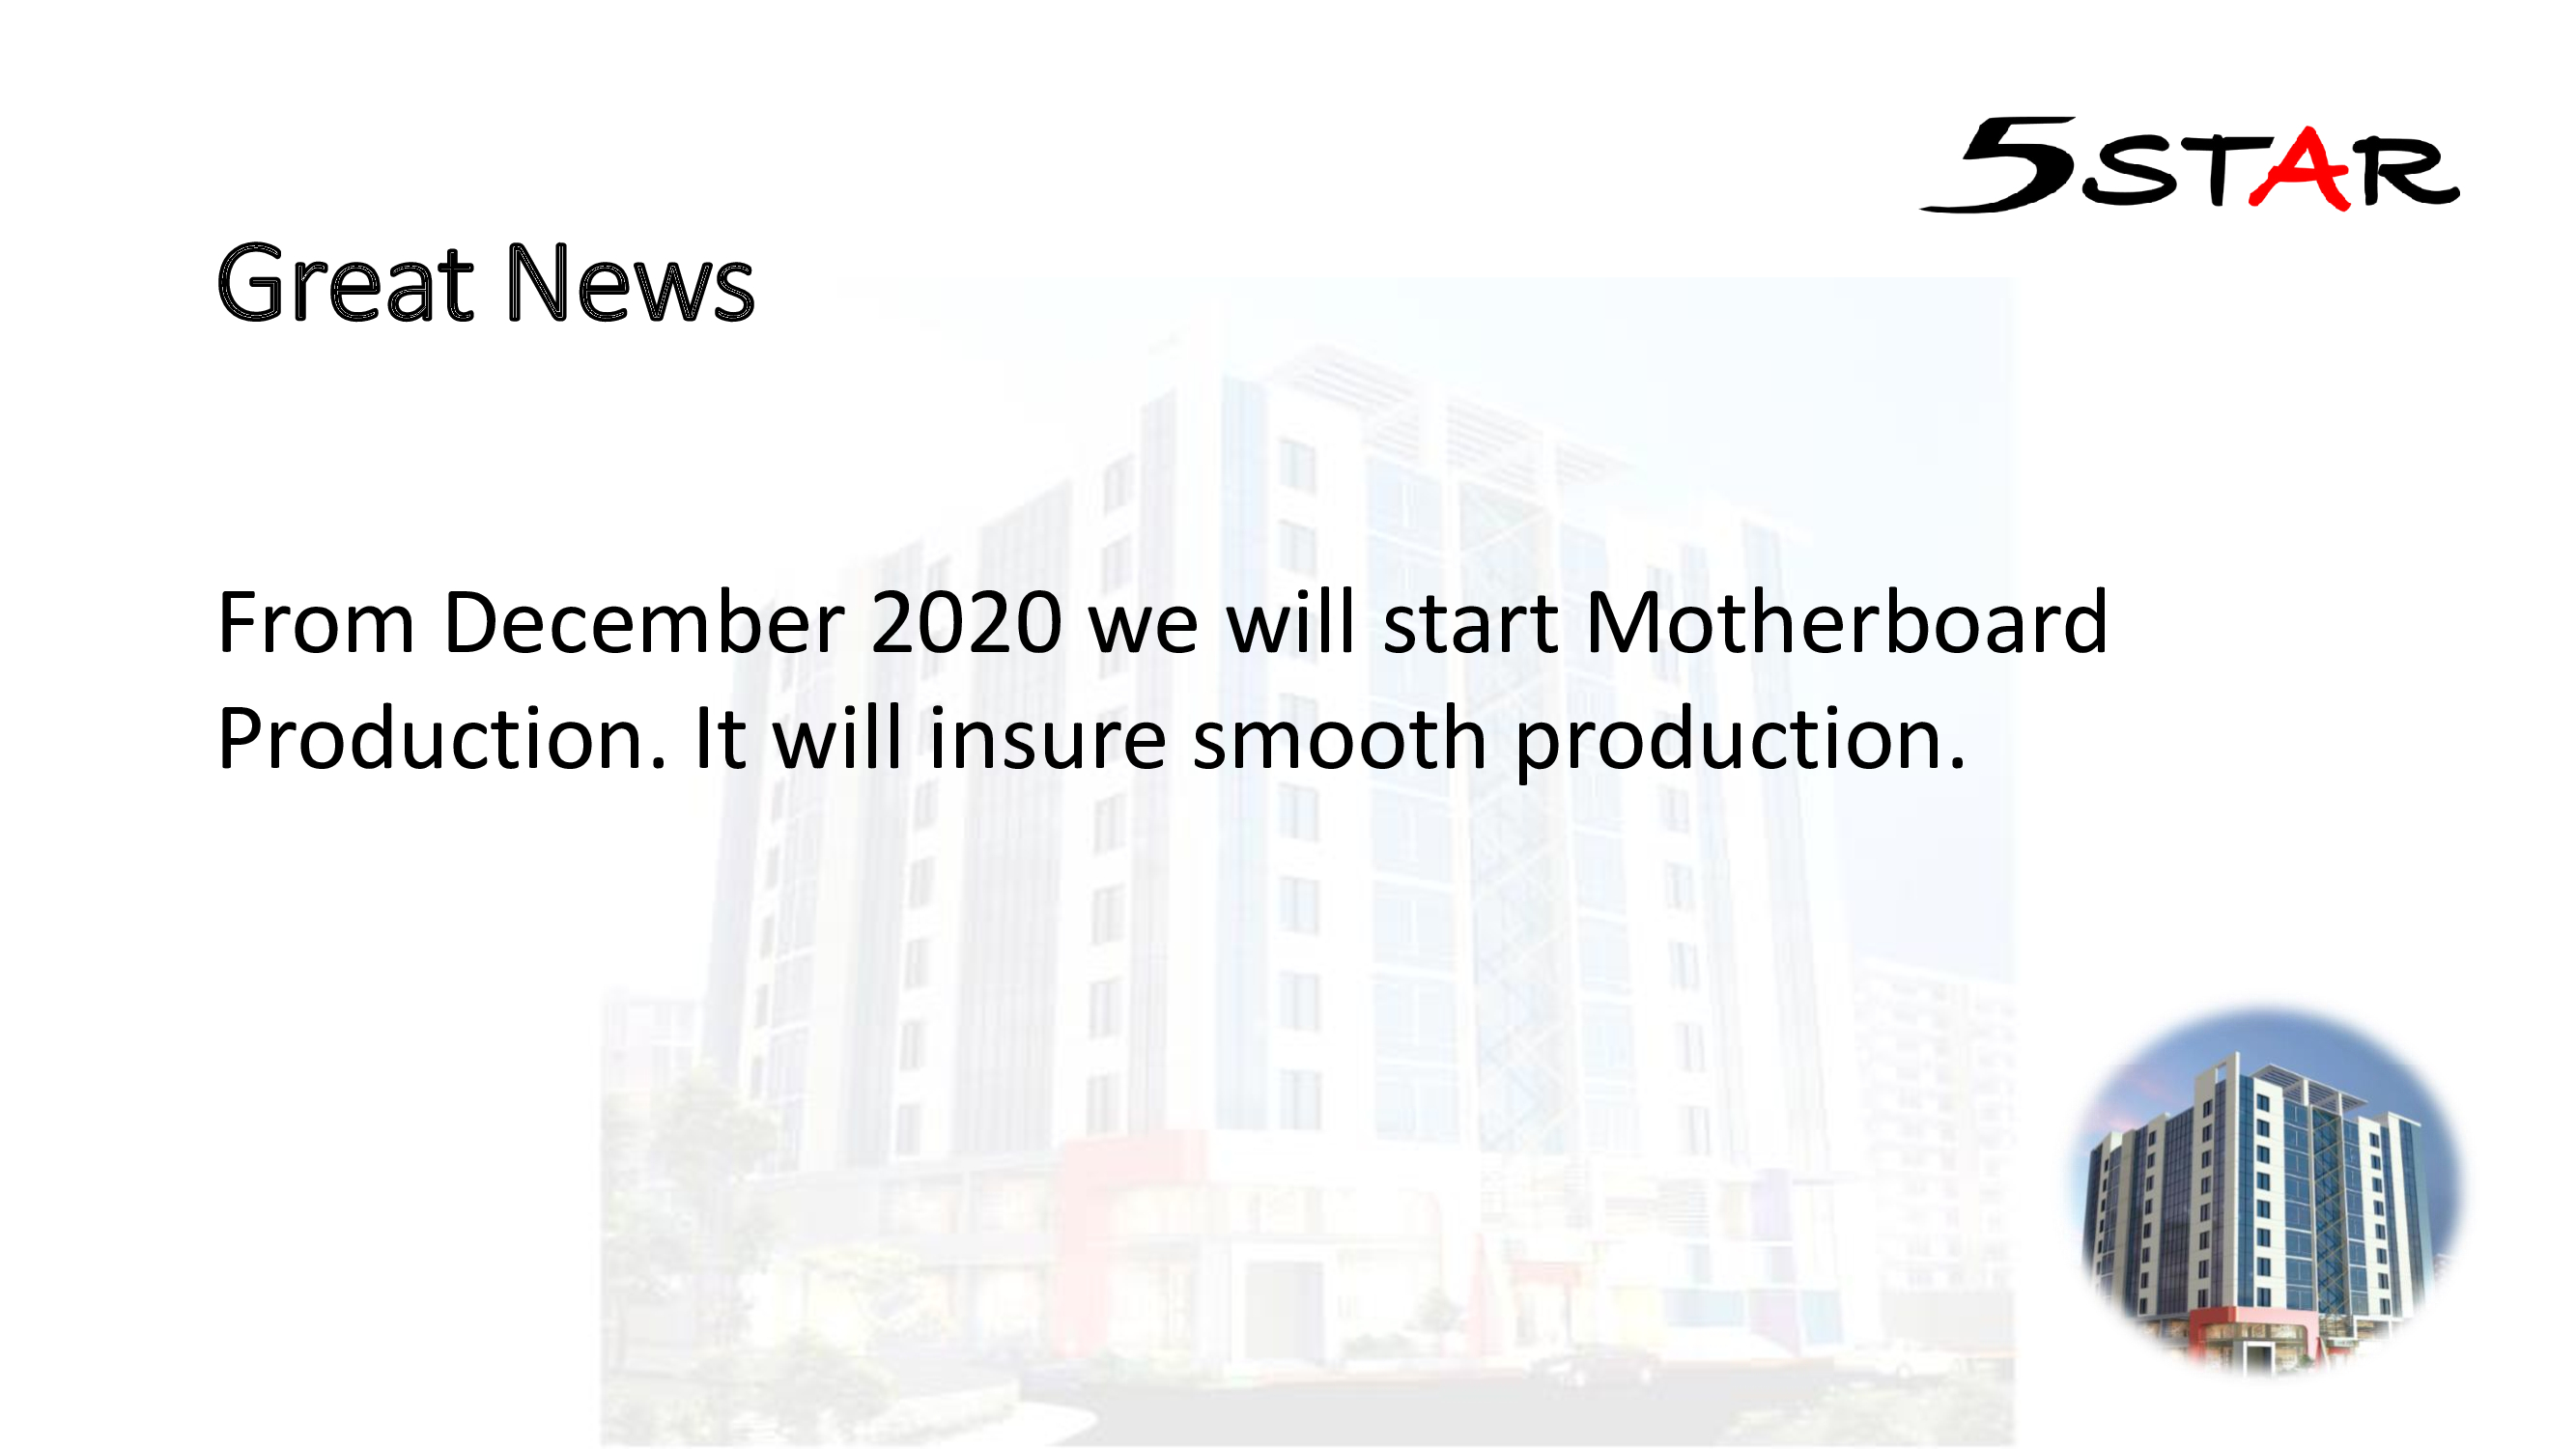 5STAR
Great News
From December 2020 we will start Motherboard
Production. It will insure smooth production.